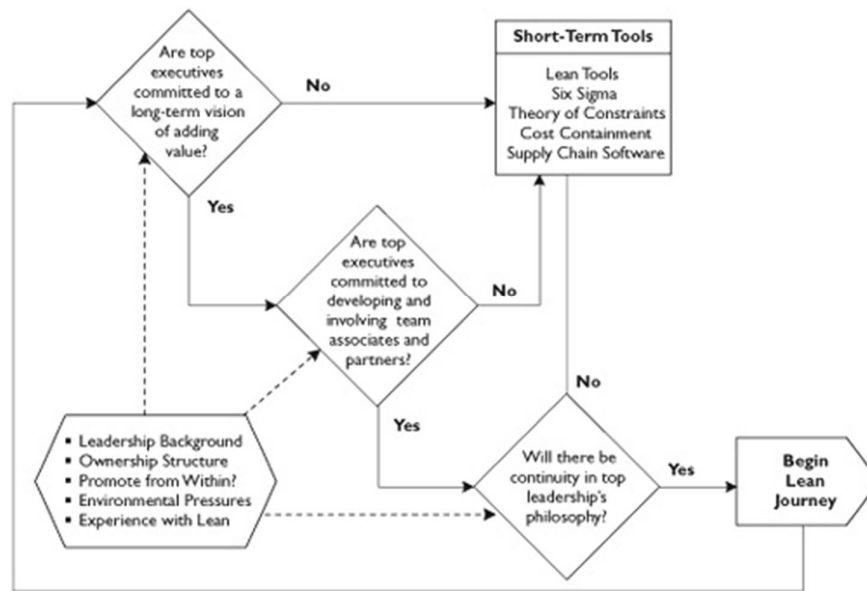 Are top
executives
committed to a
long-term vision
of adding
value?
No
Short-Term Tools
Lean Tools
Six Sigma
Theory of Constraints
Cost Containment
Supply Chain Software
Yes
Are top
executives
committed to
developing and
involving team
associates and
partners?
No
Yes
No
▪ Leadership Background
▪ Ownership Structure
▪ Promote from Within?
▪ Environmental Pressures
▪ Experience with Lean
Will there be
continuity in top
leadership's
philosophy?
Yes
Begin
Lean
Journey